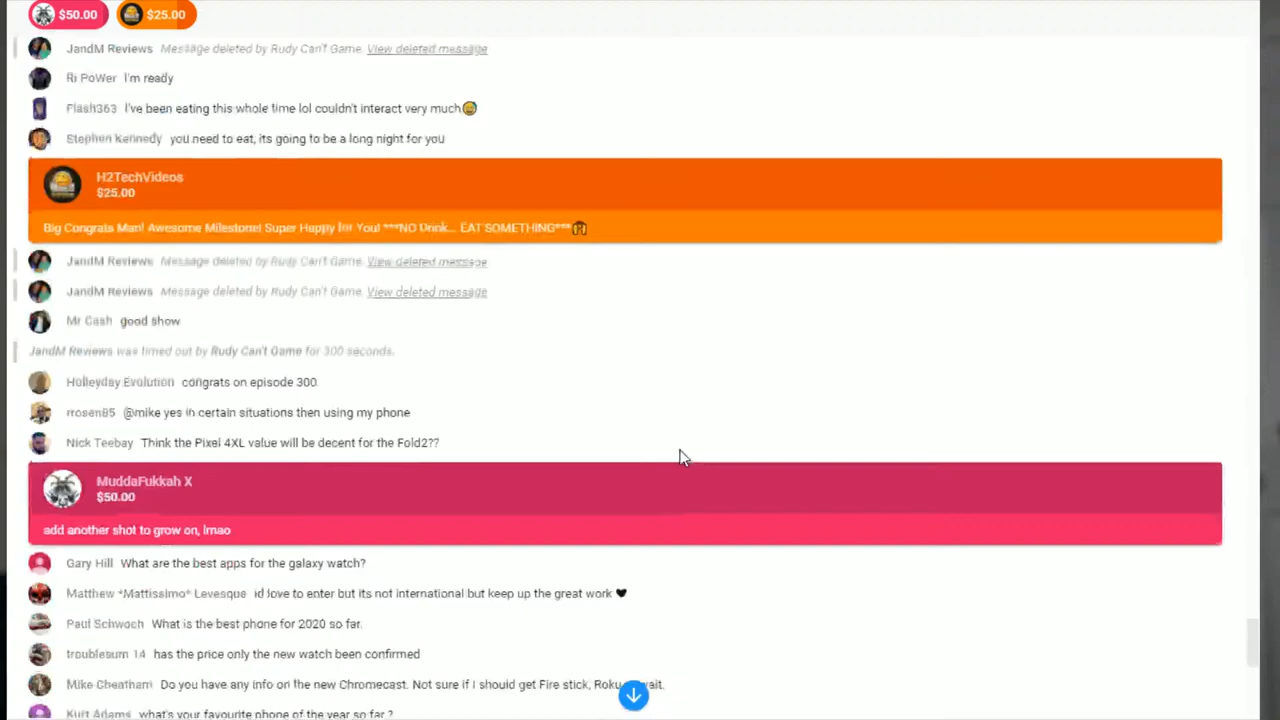 $50.00 $25.00
JandM Reviews Message deleted by Rudy Can't Game. View deleted message
Ri PoWer I'm ready
Flash363 I've been eating this whole time lol couldn't interact very much
Stephen Kennedy you need to eat, its going to be a long night for you
H2TechVideos
$25.00
Big Congrats Man! Awesome Milestone! Super Happy for You! ***NO Drink... EAT SOMETHING***
JandM Reviews Message deleted by Rudy Can't Game. View deleted message
JandM Reviews Message deleted by Rudy Can't Game. View deleted message
Mr Cash good show
JandM Reviews was timed out by Rudy Can't Game for 300 seconds.
Holleyday Evolution congrats on episode 300
rrosen85 @mike yes in certain situations then using my phone
Nick Teebay Think the Pixel 4XL value will be decent for the Fold2??
MuddaFukkah X
$50.00
add another shot to grow on, lmao
Gary Hill What are the best apps for the galaxy watch?
Matthew *Mattissimo* Levesque id love to enter but its not international but keep up the great work
Paul Schwoch What is the best phone for 2020 so far.
troublesum 14 has the price only the new watch been confirmed
Mike Cheatham Do you have any info on the new Chromecast. Not sure if I should get Fire stick, Roku wait.
Kurt Adams what's your favourite phone of the year so far ?